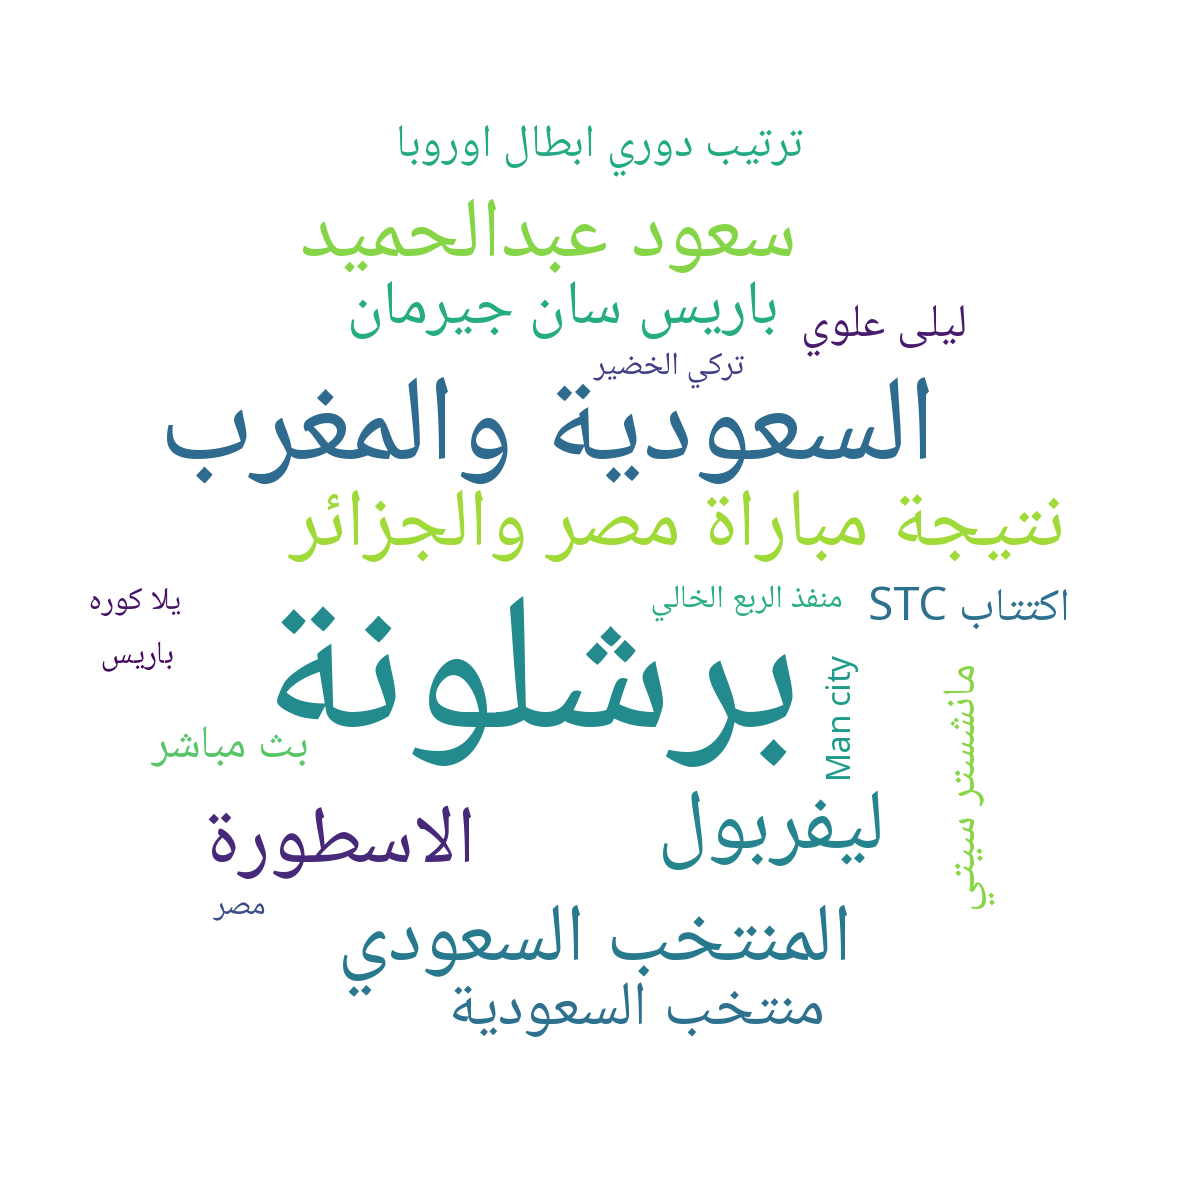 ترتيب دوري ابطال اوروبا
سعود عبدالحميد
باريس سان جيرمان
ليلى علوي
تركي الخضير
السعودية والمغرب
نتيجة مباراة مصر والجزائر
اكتتاب STC
منفذ الربع الخالي
يلا كوره
برشلونة
باريس
Man city
مانشستر سيتي
بث مباشر
ليفربول
الاسطورة
مصر
المنتخب السعودي
منتخب السعودية